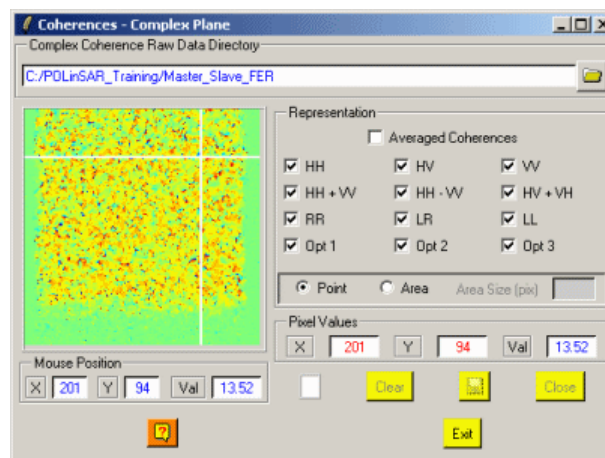 Coherences - Complex Plane
Complex Coherence Raw Data Directory
C:/POLinSAR_Training/Master_Slave_FER
Representation
Averaged Coherences
HH HV VV
HH + VV HH - VV HV + VH
RR LR LL
Opt 1 Opt 2 Opt 3
Point Area Area Size (pix)
Pixel Values
X 201 Y 94 Val 13.52
Mouse Position
X 201 Y 94 Val 13.52
Clear Close
Exit